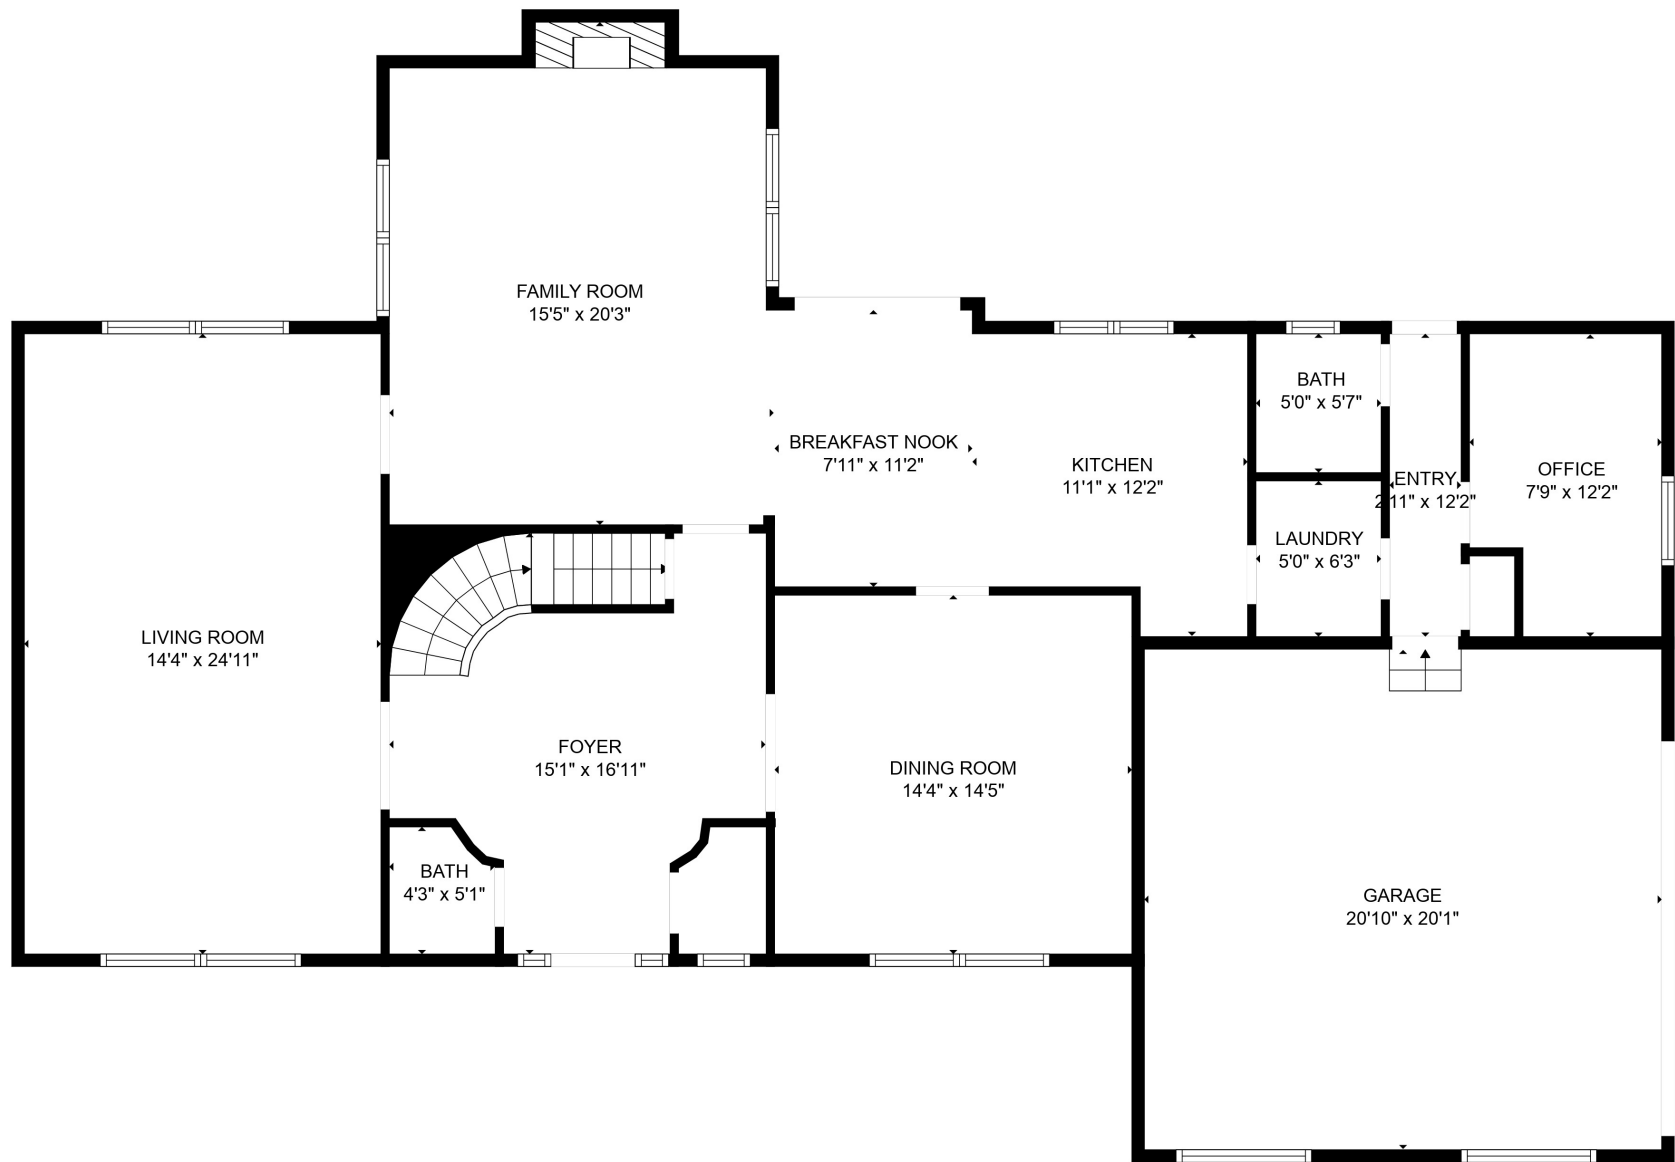 FAMILY ROOM
15'5" x 20'3"
BATH
5'0" x 5'7"
BREAKFAST NOOK
7'11" x 11'2"
KITCHEN
11'1" x 12'2"
ENTRY
2'11" x 12'2"
OFFICE
7'9" x 12'2"
LAUNDRY
5'0" x 6'3"
LIVING ROOM
14'4" x 24'11"
FOYER
15'1" x 16'11"
DINING ROOM
14'4" x 14'5"
BATH
4'3" x 5'1"
GARAGE
20'10" x 20'1"